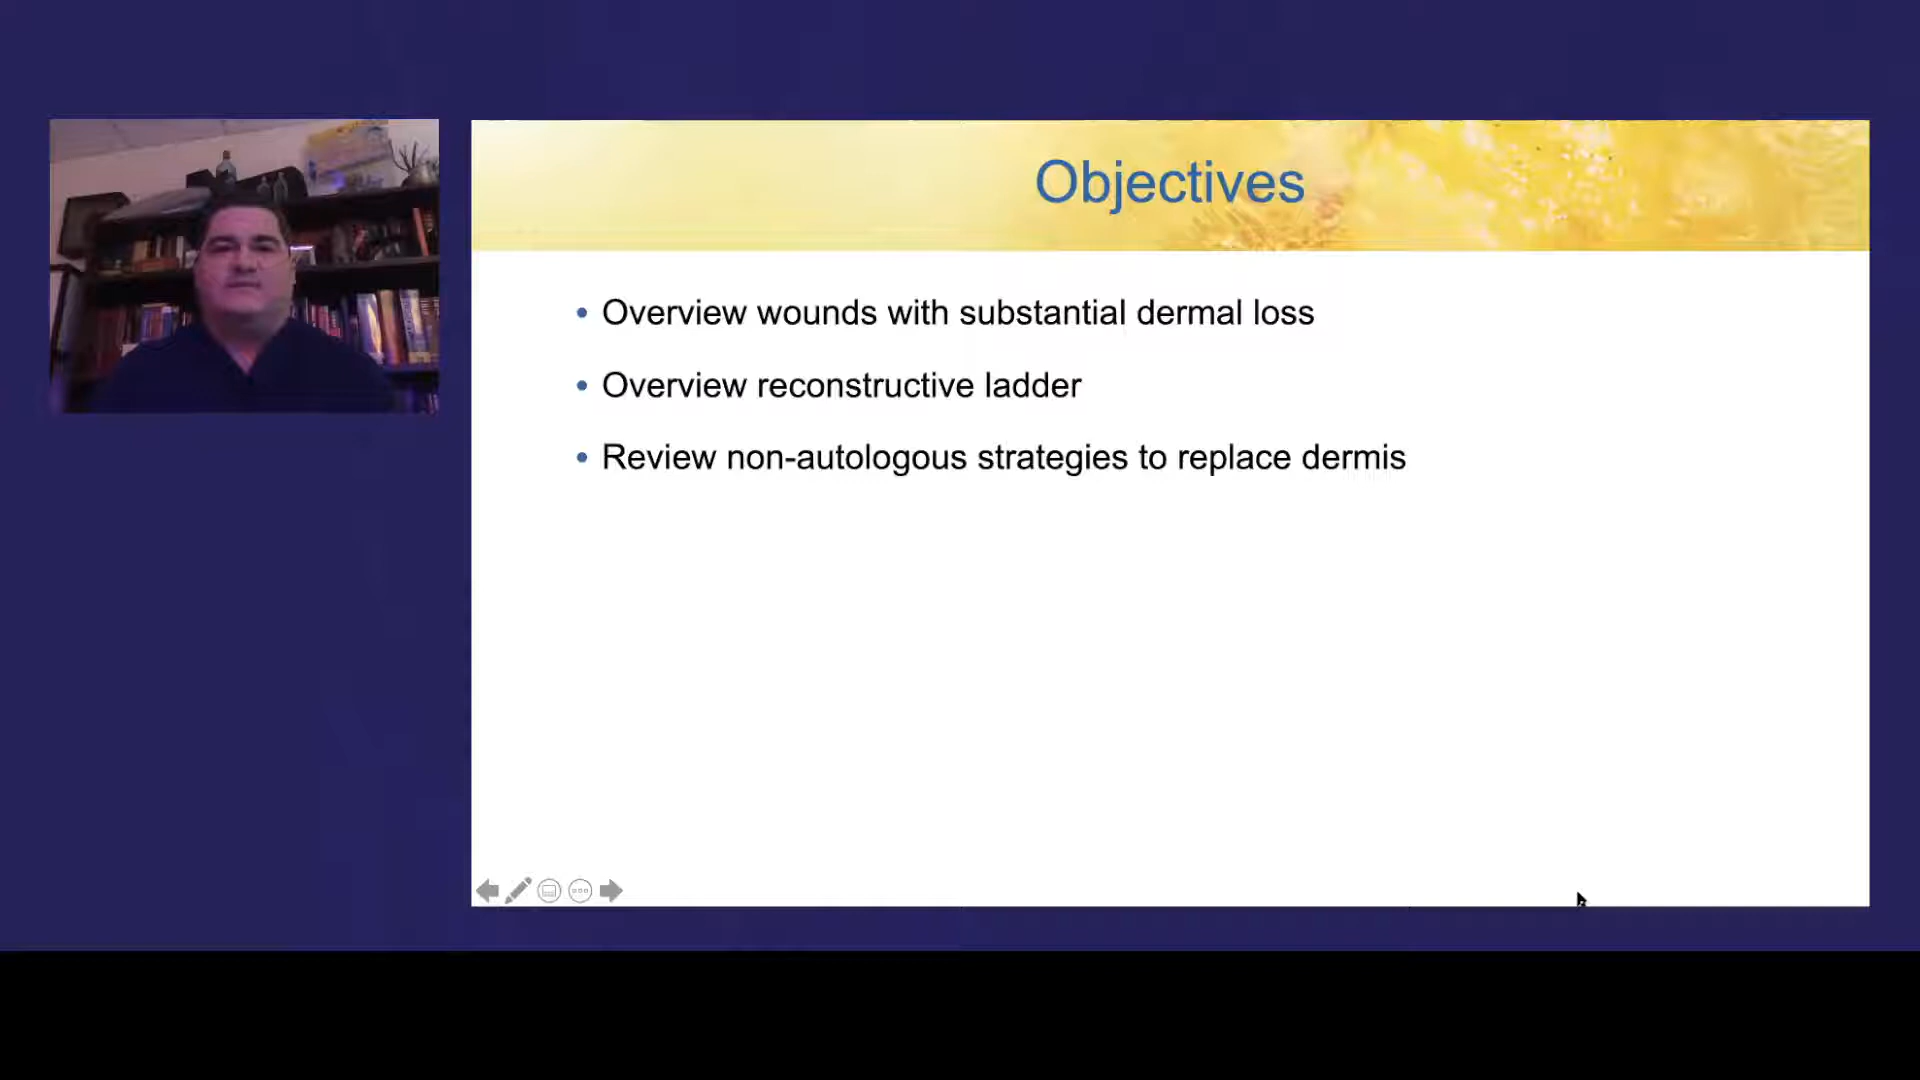 Objectives
• Overview wounds with substantial dermal loss
• Overview reconstructive ladder
• Review non-autologous strategies to replace dermis